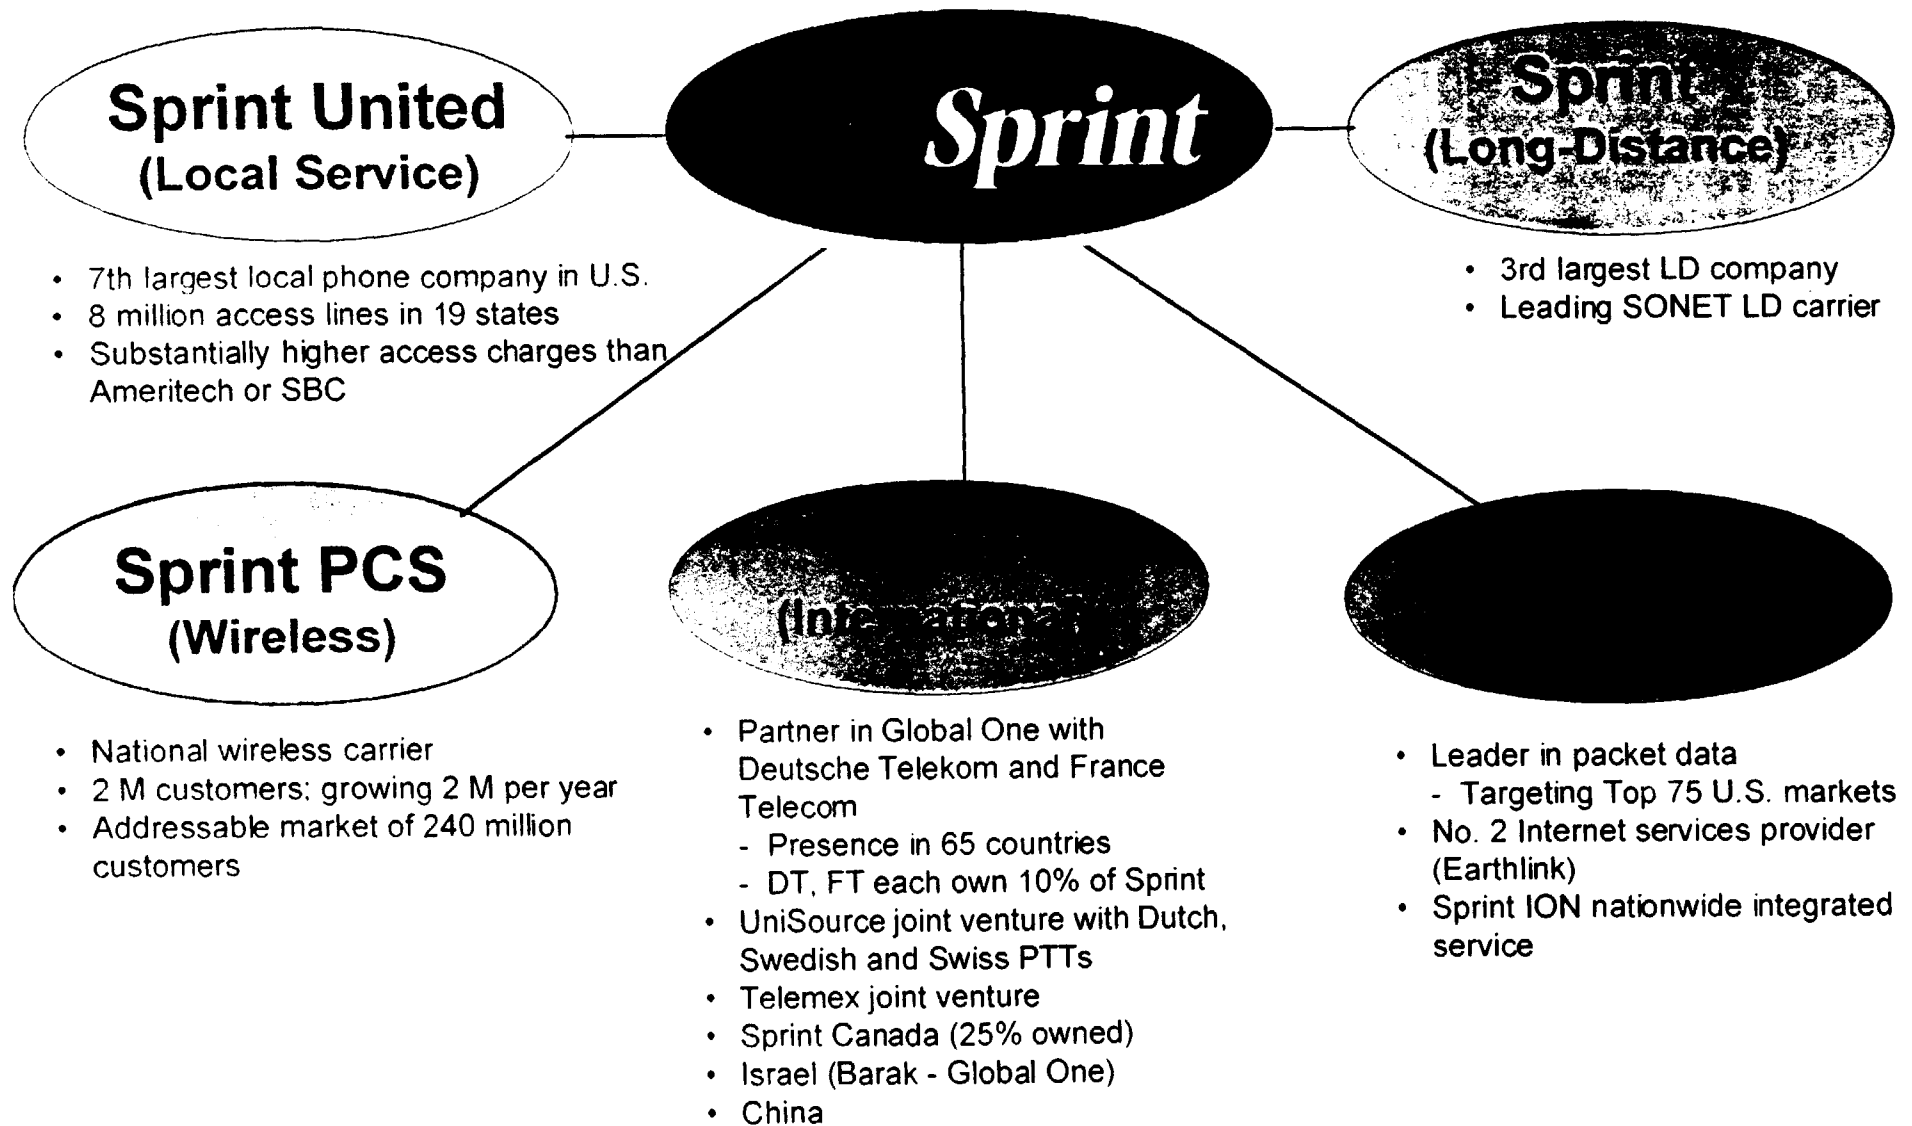 Sprint United
(Local Service)
Sprint
Sprint
(Long-Distance)
• 7th largest local phone company in U.S.
• 8 million access lines in 19 states
• Substantially higher access charges than
Ameritech or SBC
• 3rd largest LD company
• Leading SONET LD carrier
Sprint PCS
(Wireless)
(International)
• National wireless carrier
• 2 M customers; growing 2 M per year
• Addressable market of 240 million
customers
• Partner in Global One with
Deutsche Telekom and France
Telecom
- Presence in 65 countries
- DT, FT each own 10% of Sprint
• UniSource joint venture with Dutch,
Swedish and Swiss PTTs
• Telemex joint venture
• Sprint Canada (25% owned)
• Israel (Barak - Global One)
• China
• Leader in packet data
- Targeting Top 75 U.S. markets
• No. 2 Internet services provider
(Earthlink)
• Sprint ION nationwide integrated
service